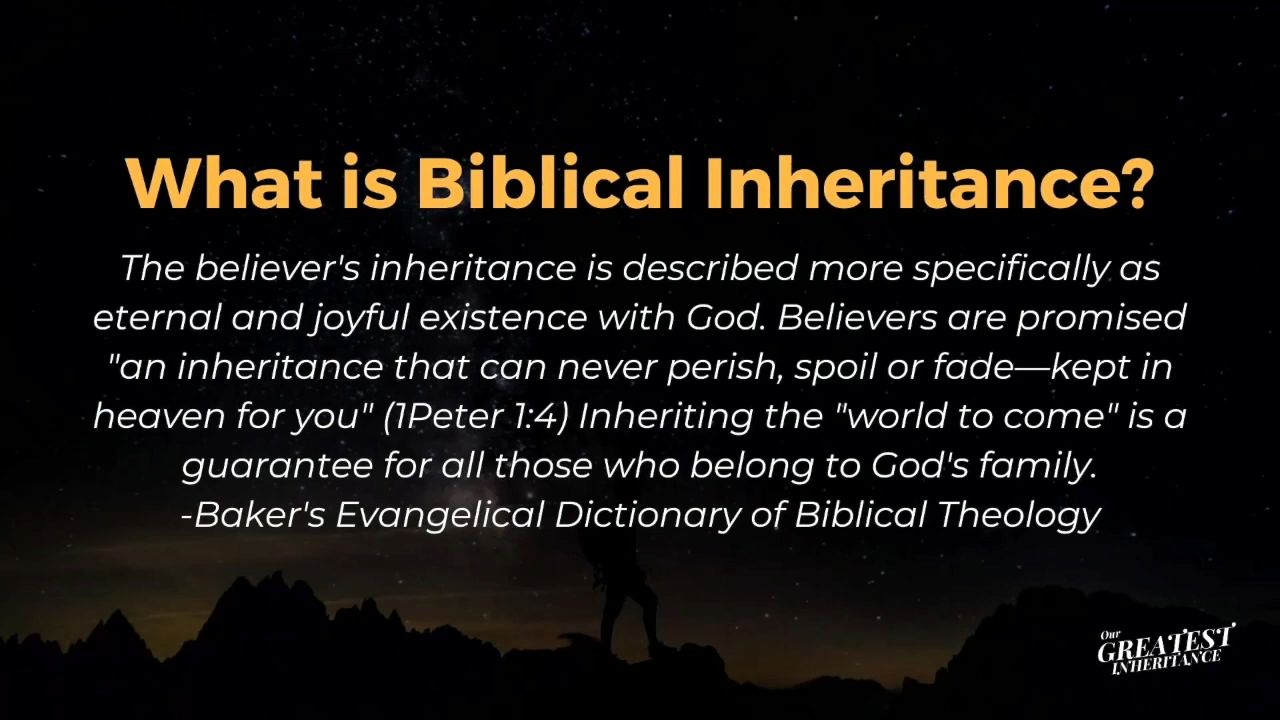 What is Biblical Inheritance?
The believer's inheritance is described more specifically as
eternal and joyful existence with God. Believers are promised
"an inheritance that can never perish, spoil or fade—kept in
heaven for you" (1Peter 1:4) Inheriting the "world to come" is a
guarantee for all those who belong to God's family.
-Baker's Evangelical Dictionary of Biblical Theology
Our
GREATEST
INHERITANCE